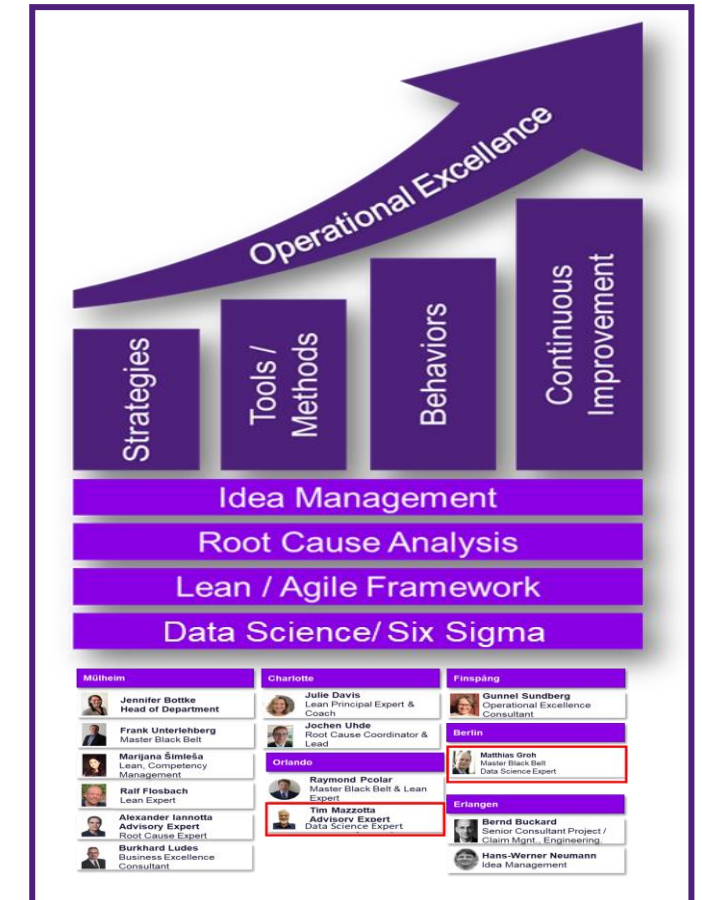 Operational Excellence
Strategies
Tools /
Methods
Behaviors
Continuous
Improvement
Idea Management
Root Cause Analysis
Lean / Agile Framework
Data Science/ Six Sigma
Mülheim
Jennifer Bottke
Head of Department
Frank Unterlehberg
Master Black Belt
Marijana Šimleša
Lean, Competency
Management
Ralf Flosbach
Lean Expert
Alexander Iannotta
Advisory Expert
Root Cause Expert
Burkhard Ludes
Business Excellence
Consultant
Charlotte
Julie Davis
Lean Principal Expert &
Coach
Jochen Uhde
Root Cause Coordinator &
Lead
Orlando
Raymond Pcolar
Master Black Belt & Lean
Expert
Tim Mazzotta
Advisory Expert
Data Science Expert
Finspång
Gunnel Sundberg
Operational Excellence
Consultant
Berlin
Matthias Groh
Master Black Belt
Data Science Expert
Erlangen
Bernd Buckard
Senior Consultant Project /
Claim Mgnt., Engineering.
Hans-Werner Neumann
Idea Management